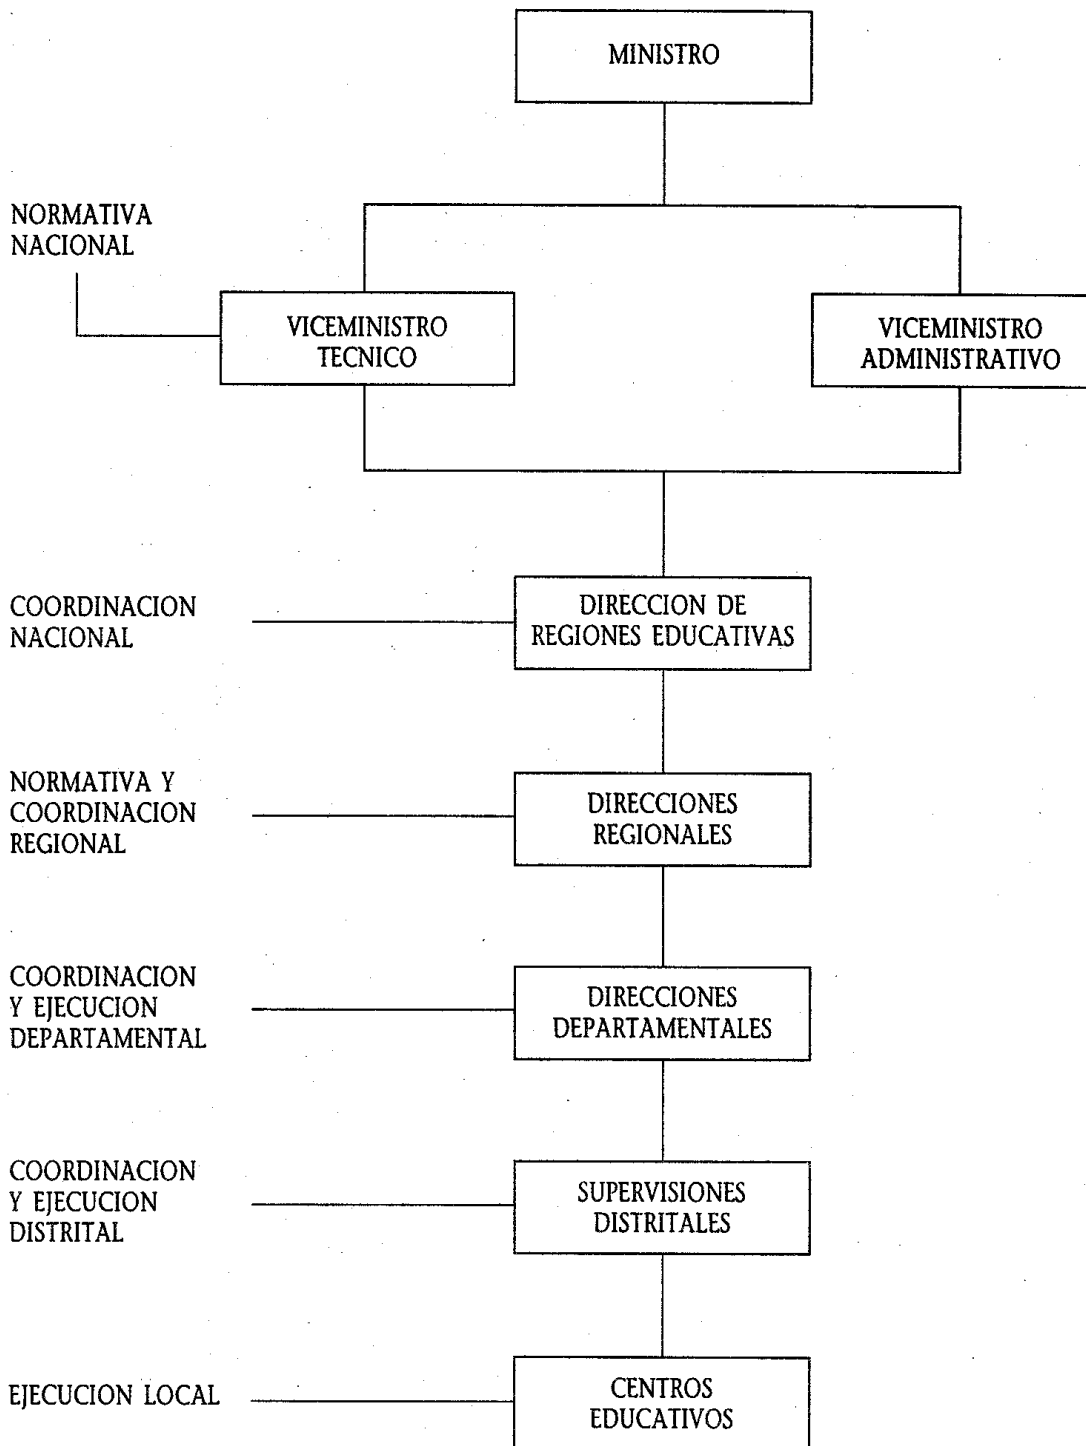 MINISTRO
NORMATIVA
NACIONAL
VICEMINISTRO
TECNICO
VICEMINISTRO
ADMINISTRATIVO
COORDINACION
NACIONAL
DIRECCION DE
REGIONES EDUCATIVAS
NORMATIVA Y
COORDINACION
REGIONAL
DIRECCIONES
REGIONALES
COORDINACION
Y EJECUCION
DEPARTAMENTAL
DIRECCIONES
DEPARTAMENTALES
COORDINACION
Y EJECUCION
DISTRITAL
SUPERVISIONES
DISTRITALES
EJECUCION LOCAL
CENTROS
EDUCATIVOS